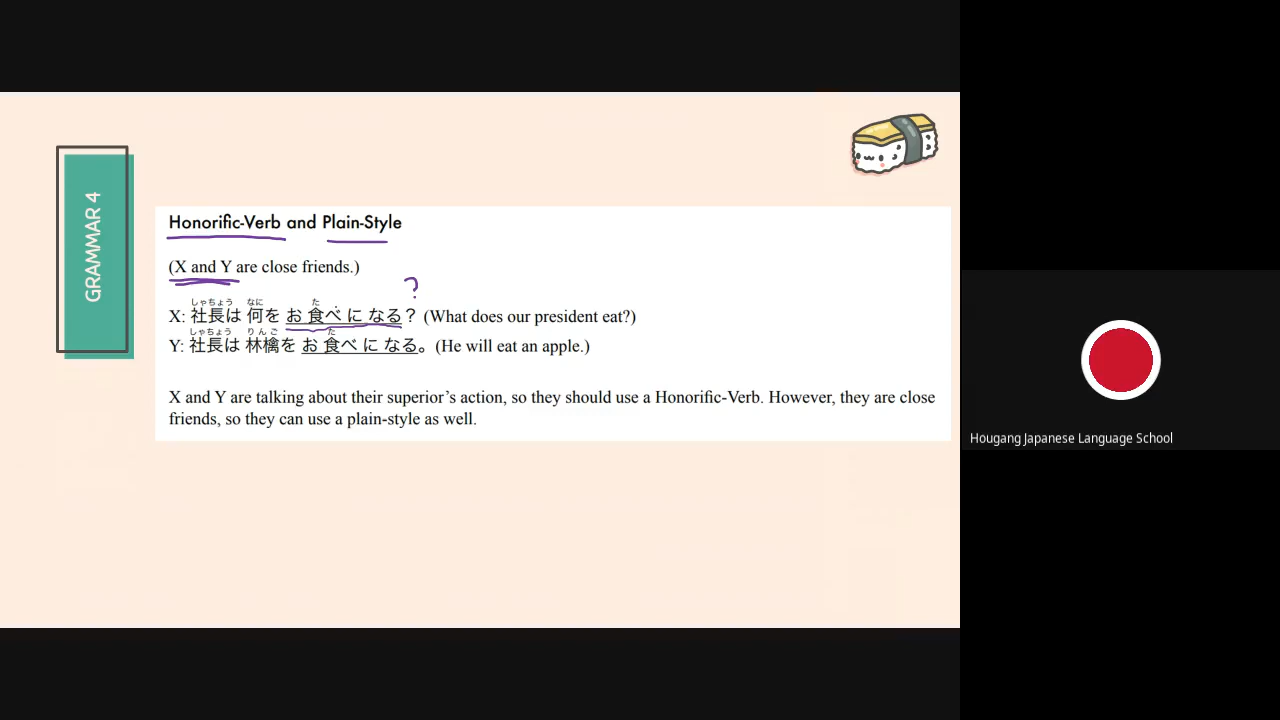 GRAMMAR 4
Honorific-Verb and Plain-Style
(X and Y are close friends.)
?
しゃちょう なに た
X: 社長は 何を お 食べ に なる？ (What does our president eat?)
しゃちょう りんご た
Y: 社長は 林檎を お 食べ に なる。(He will eat an apple.)
X and Y are talking about their superior’s action, so they should use a Honorific-Verb. However, they are close
friends, so they can use a plain-style as well.
Hougang Japanese Language School